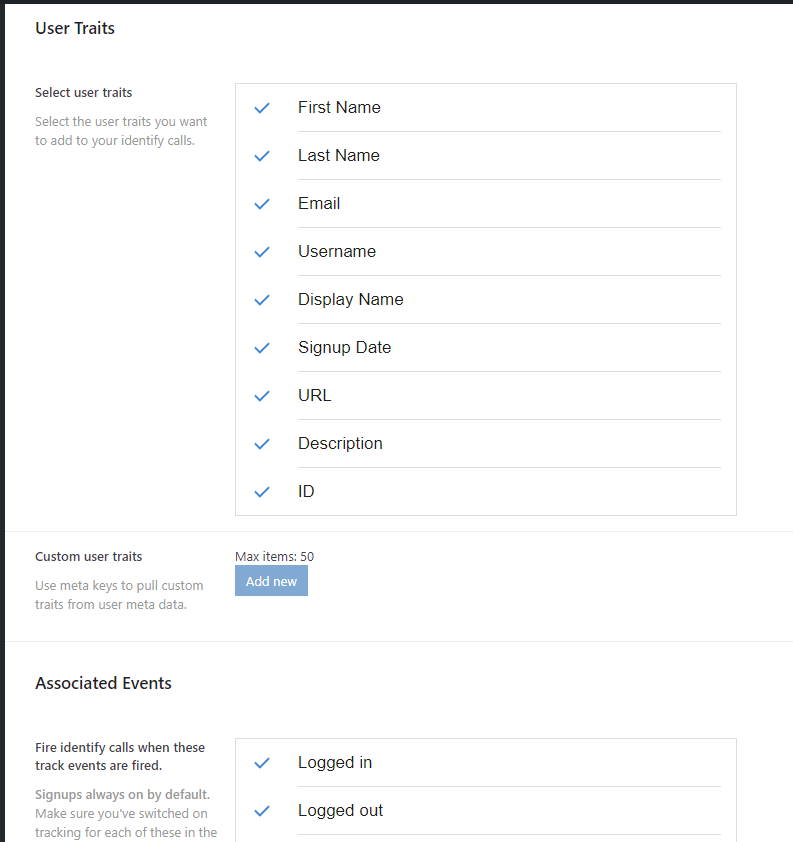 User Traits
Select user traits
Select the user traits you want
to add to your identify calls.
First Name
Last Name
Email
Username
Display Name
Signup Date
URL
Description
ID
Custom user traits
Use meta keys to pull custom
traits from user meta data.
Max items: 50
Add new
Associated Events
Fire identify calls when these
track events are fired.
Signups always on by default.
Make sure you've switched on
tracking for each of these in the
Logged in
Logged out